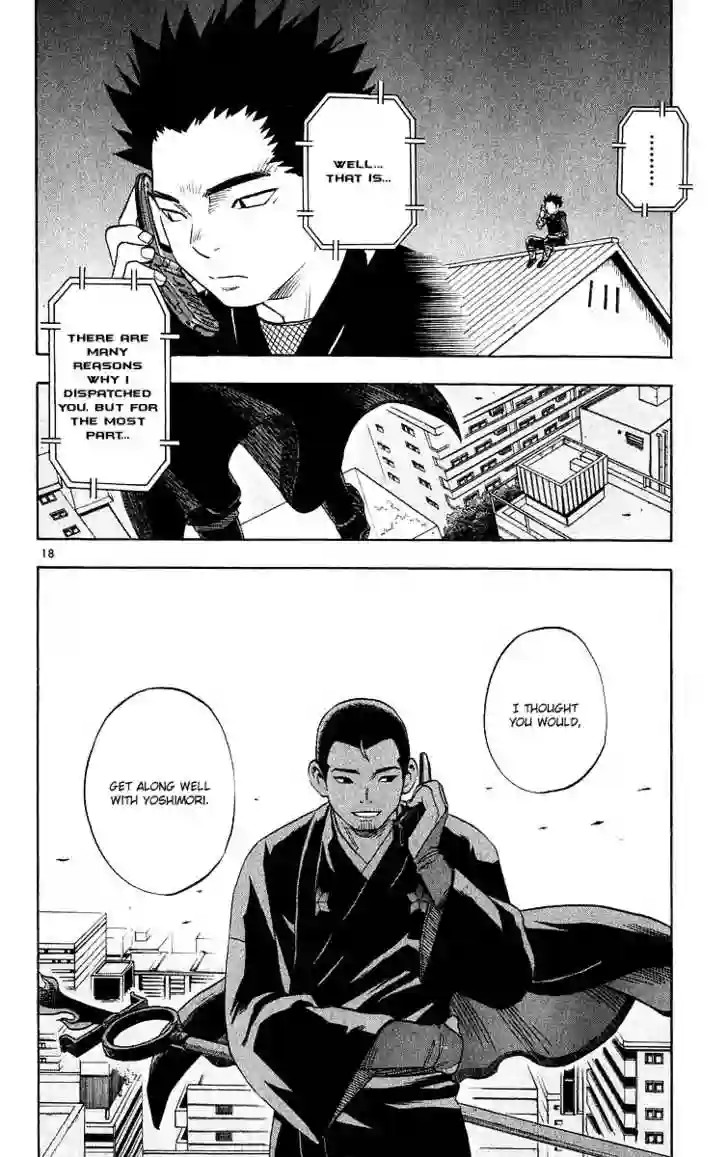 .........
WELL...
THAT IS...
THERE ARE
MANY
REASONS
WHY I
DISPATCHED
YOU. BUT FOR
THE MOST
PART...
18
I THOUGHT
YOU WOULD,
GET ALONG WELL
WITH YOSHIMORI.